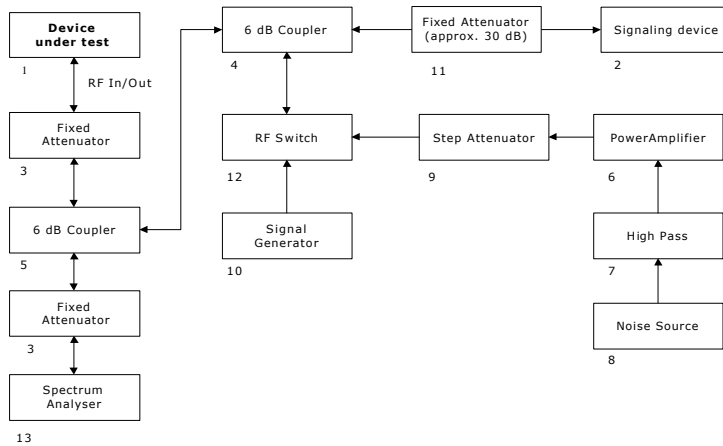 Device
under test
1
RF In/Out
Fixed
Attenuator
3
6 dB Coupler
5
Fixed
Attenuator
3
Spectrum
Analyser
13
6 dB Coupler
4
Fixed Attenuator
(approx. 30 dB)
11
Signaling device
2
RF Switch
12
Step Attenuator
9
PowerAmplifier
6
Signal
Generator
10
High Pass
7
Noise Source
8